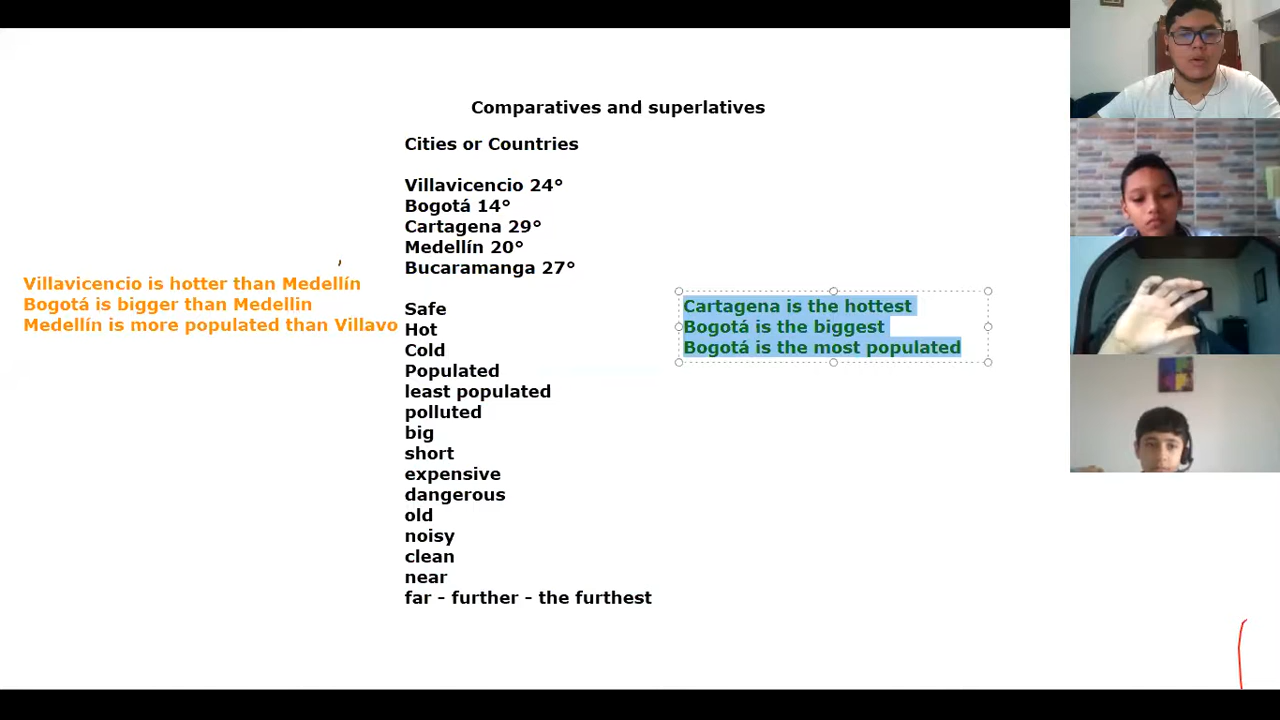 Comparatives and superlatives
Cities or Countries
Villavicencio 24°
Bogotá 14°
Cartagena 29°
Medellín 20°
Bucaramanga 27°
Villavicencio is hotter than Medellín
Bogotá is bigger than Medellin
Medellín is more populated than Villavo
Safe
Hot
Cold
Populated
least populated
polluted
big
short
expensive
dangerous
old
noisy
clean
near
far - further - the furthest
Cartagena is the hottest
Bogotá is the biggest
Bogotá is the most populated